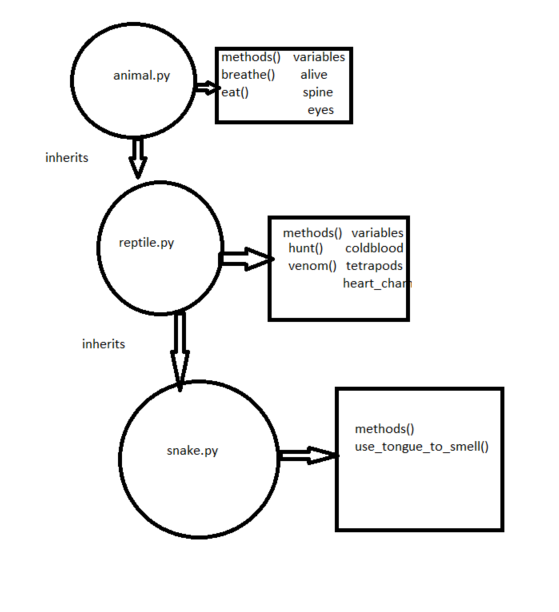 animal.py
methods() variables
breathe() alive
eat() spine
eyes
inherits
reptile.py
methods() variables
hunt() coldblood
venom() tetrapods
inherits
snake.py
methods()
use_tongue_to_smell()